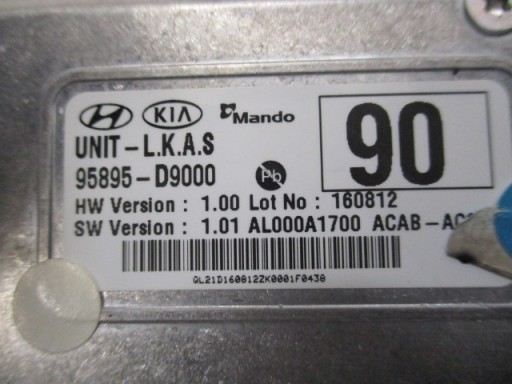 KIA Mando 90
UNIT-L.K.A.S
95895-D9000 Pb
HW Version : 1.00 Lot No : 160812
SW Version : 1.01 AL000A1700 ACAB-AC
QL21D160812ZK0001F0438